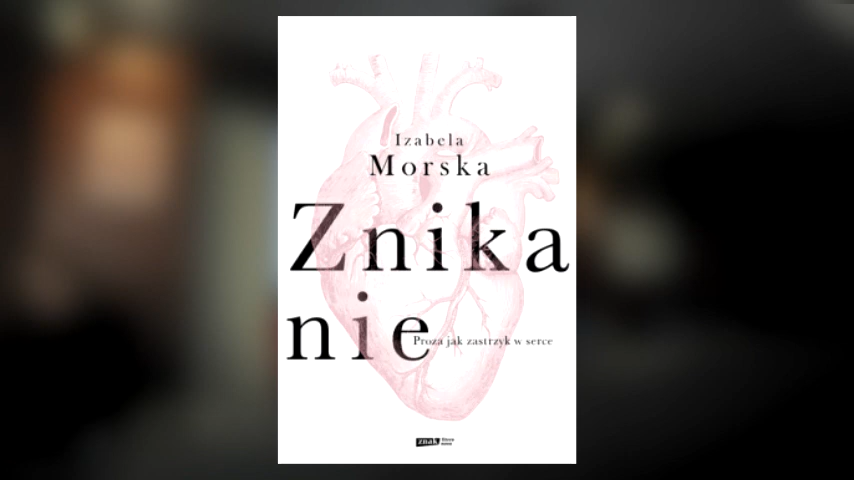 Izabela
Morska
Znika
nie
Proza jak zastrzyk w serce
znak